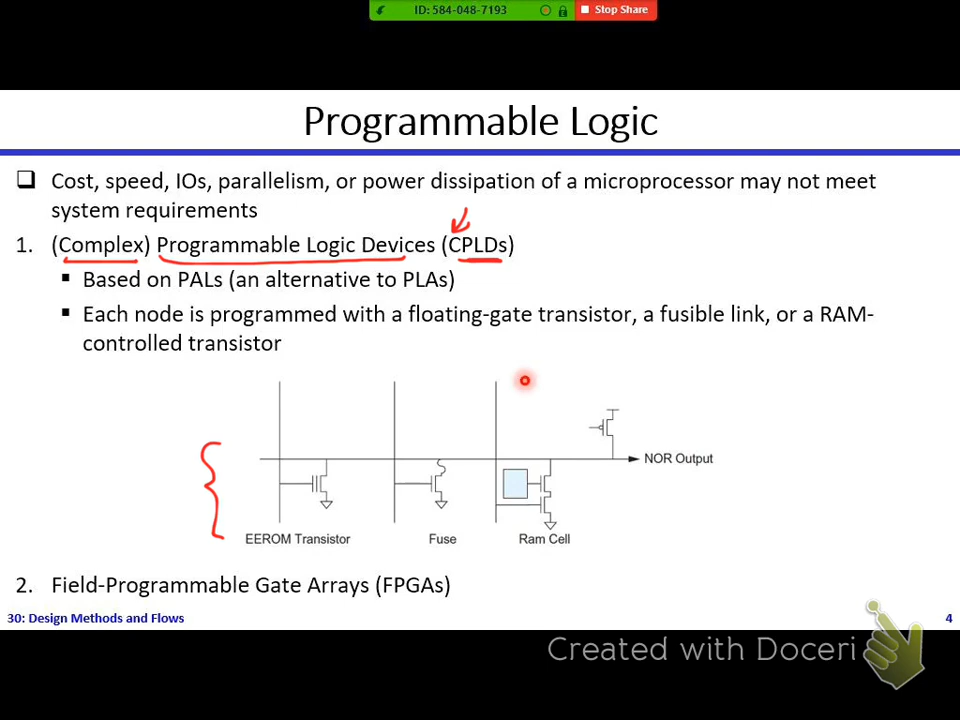 ID: 584-048-7193 Stop Share
Programmable Logic
Cost, speed, IOs, parallelism, or power dissipation of a microprocessor may not meet
system requirements
1. (Complex) Programmable Logic Devices (CPLDs)
Based on PALs (an alternative to PLAs)
Each node is programmed with a floating-gate transistor, a fusible link, or a RAM-
controlled transistor
NOR Output
EEROM Transistor Fuse Ram Cell
2. Field-Programmable Gate Arrays (FPGAs)
30: Design Methods and Flows 4
Created with Doceri